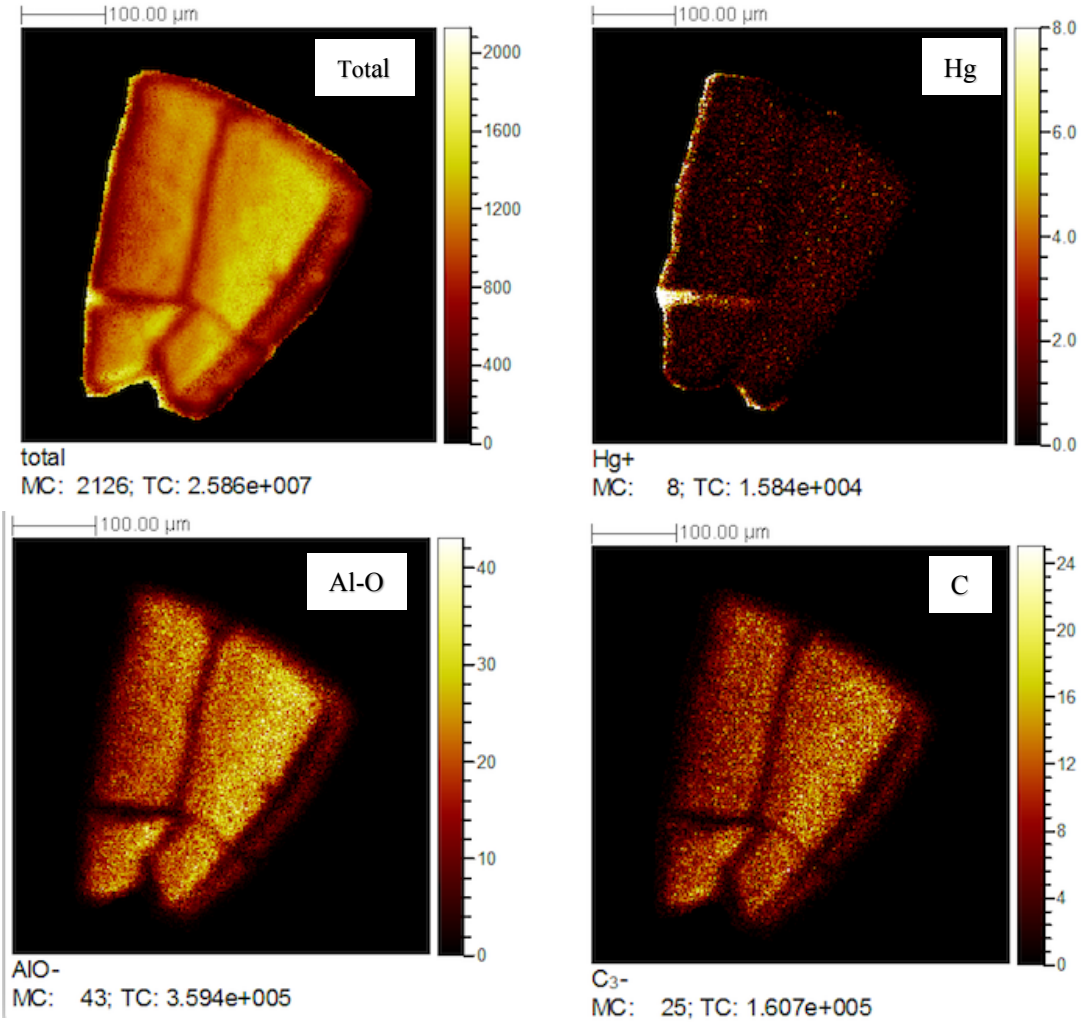 100.00 μm
Total
2000
1600
1200
800
400
0
total
MC: 2126; TC: 2.586e+007
100.00 μm
Hg
8.0
6.0
4.0
2.0
0.0
Hg+
MC: 8; TC: 1.584e+004
100.00 μm
Al-O
40
30
20
10
0
AlO-
MC: 43; TC: 3.594e+005
100.00 μm
C
24
20
16
12
8
4
0
C₃-
MC: 25; TC: 1.607e+005